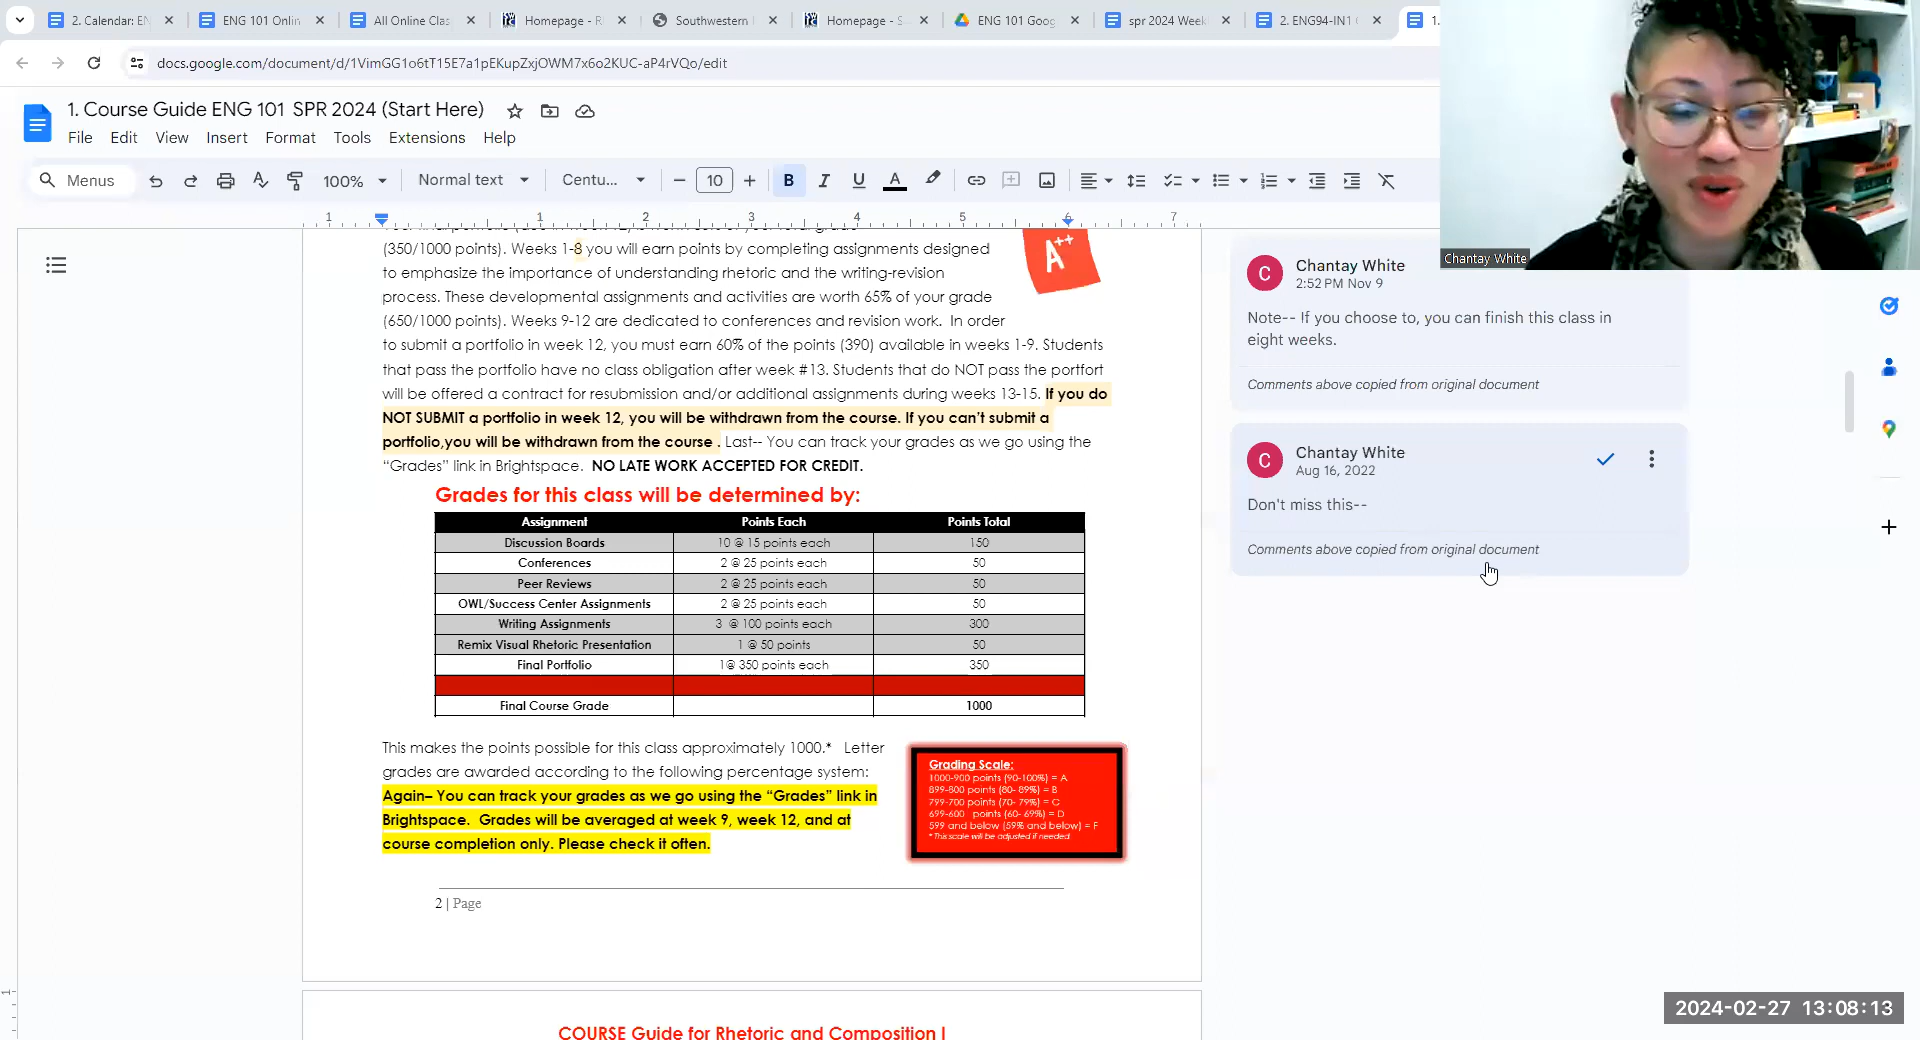 2. Calendar: EN
ENG 101 Onlin
All Online Clas
Homepage - R
Southwestern
Homepage - S
ENG 101 Goog
spr 2024 Week
2. ENG94-IN1
1.
docs.google.com/document/d/1VimGG1o6tT15E7a1pEKupZxjOWM7x6o2KUC-aP4rVQo/edit
1. Course Guide ENG 101 SPR 2024 (Start Here)
File Edit View Insert Format Tools Extensions Help
Menus 100% Normal text Centu... 10 B I U A
1 1 2 3 4 5 6 7
(350/1000 points). Weeks 1-8 you will earn points by completing assignments designed
to emphasize the importance of understanding rhetoric and the writing-revision
process. These developmental assignments and activities are worth 65% of your grade
(650/1000 points). Weeks 9-12 are dedicated to conferences and revision work. In order
to submit a portfolio in week 12, you must earn 60% of the points (390) available in weeks 1-9. Students
that pass the portfolio have no class obligation after week #13. Students that do NOT pass the portfort
will be offered a contract for resubmission and/or additional assignments during weeks 13-15. If you do
NOT SUBMIT a portfolio in week 12, you will be withdrawn from the course. If you can't submit a
portfolio,you will be withdrawn from the course . Last-- You can track your grades as we go using the
“Grades” link in Brightspace. NO LATE WORK ACCEPTED FOR CREDIT.
A++
Grades for this class will be determined by:
Assignment Points Each Points Total
Discussion Boards 10 @ 15 points each 150
Conferences 2 @ 25 points each 50
Peer Reviews 2 @ 25 points each 50
OWL/Success Center Assignments 2 @ 25 points each 50
Writing Assignments 3 @ 100 points each 300
Remix Visual Rhetoric Presentation 1 @ 50 points 50
Final Portfolio 1@ 350 points each 350
Final Course Grade 1000
This makes the points possible for this class approximately 1000.* Letter
grades are awarded according to the following percentage system:
Again– You can track your grades as we go using the “Grades” link in
Brightspace. Grades will be averaged at week 9, week 12, and at
course completion only. Please check it often.
Grading Scale:
1000-900 points (90-100%) = A
899-800 points (80- 89%) = B
799-700 points (70- 79%) = C
699-600 points (60- 69%) = D
599 and below (59% and below) = F
* This scale will be adjusted if needed
2 | Page
COURSE Guide for Rhetoric and Composition I
Chantay White
C
Chantay White
2:52 PM Nov 9
Note-- If you choose to, you can finish this class in
eight weeks.
Comments above copied from original document
C
Chantay White
Aug 16, 2022
Don't miss this--
Comments above copied from original document
2024-02-27 13:08:13